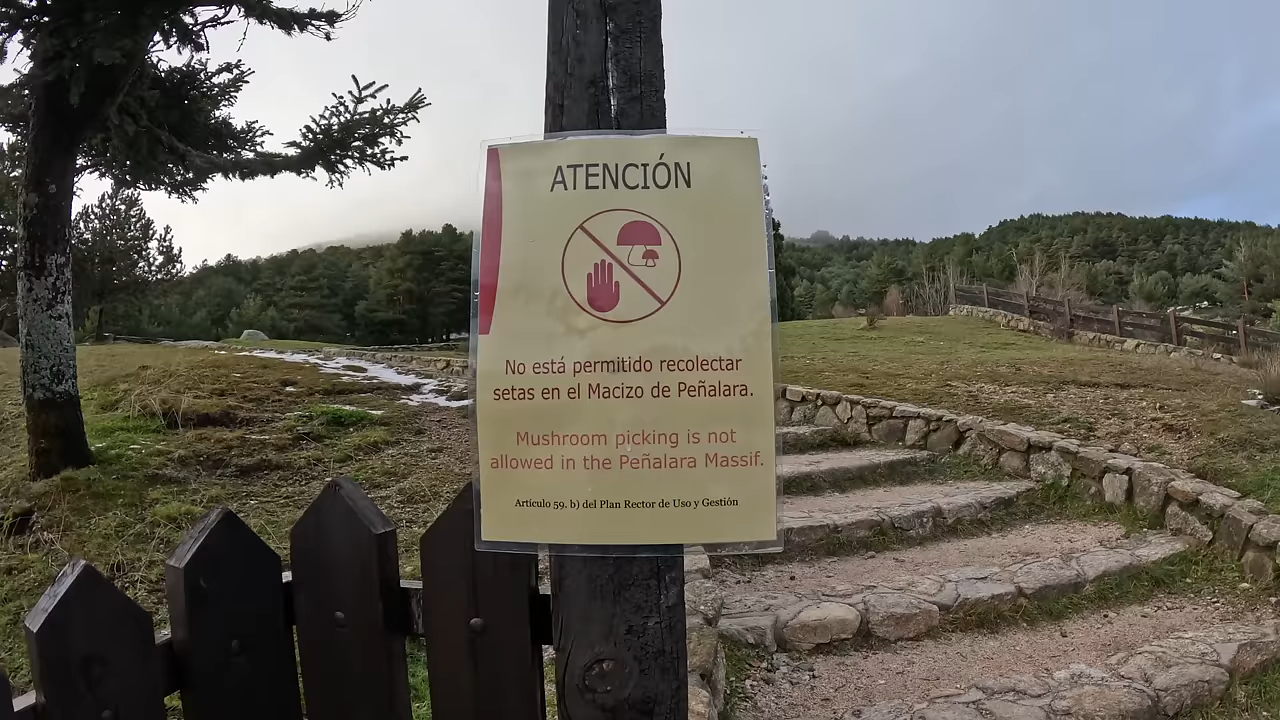 ATENCIÓN
No está permitido recolectar
setas en el Macizo de Peñalara.
Mushroom picking is not
allowed in the Peñalara Massif.
Artículo 59. b) del Plan Rector de Uso y Gestión